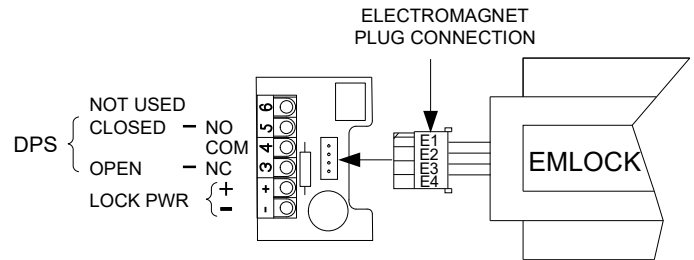 ELECTROMAGNET
PLUG CONNECTION
NOT USED
DPS
CLOSED – NO
COM
OPEN – NC
LOCK PWR + –
6
5
4
3
+
-
E1
E2
E3
E4
EMLOCK